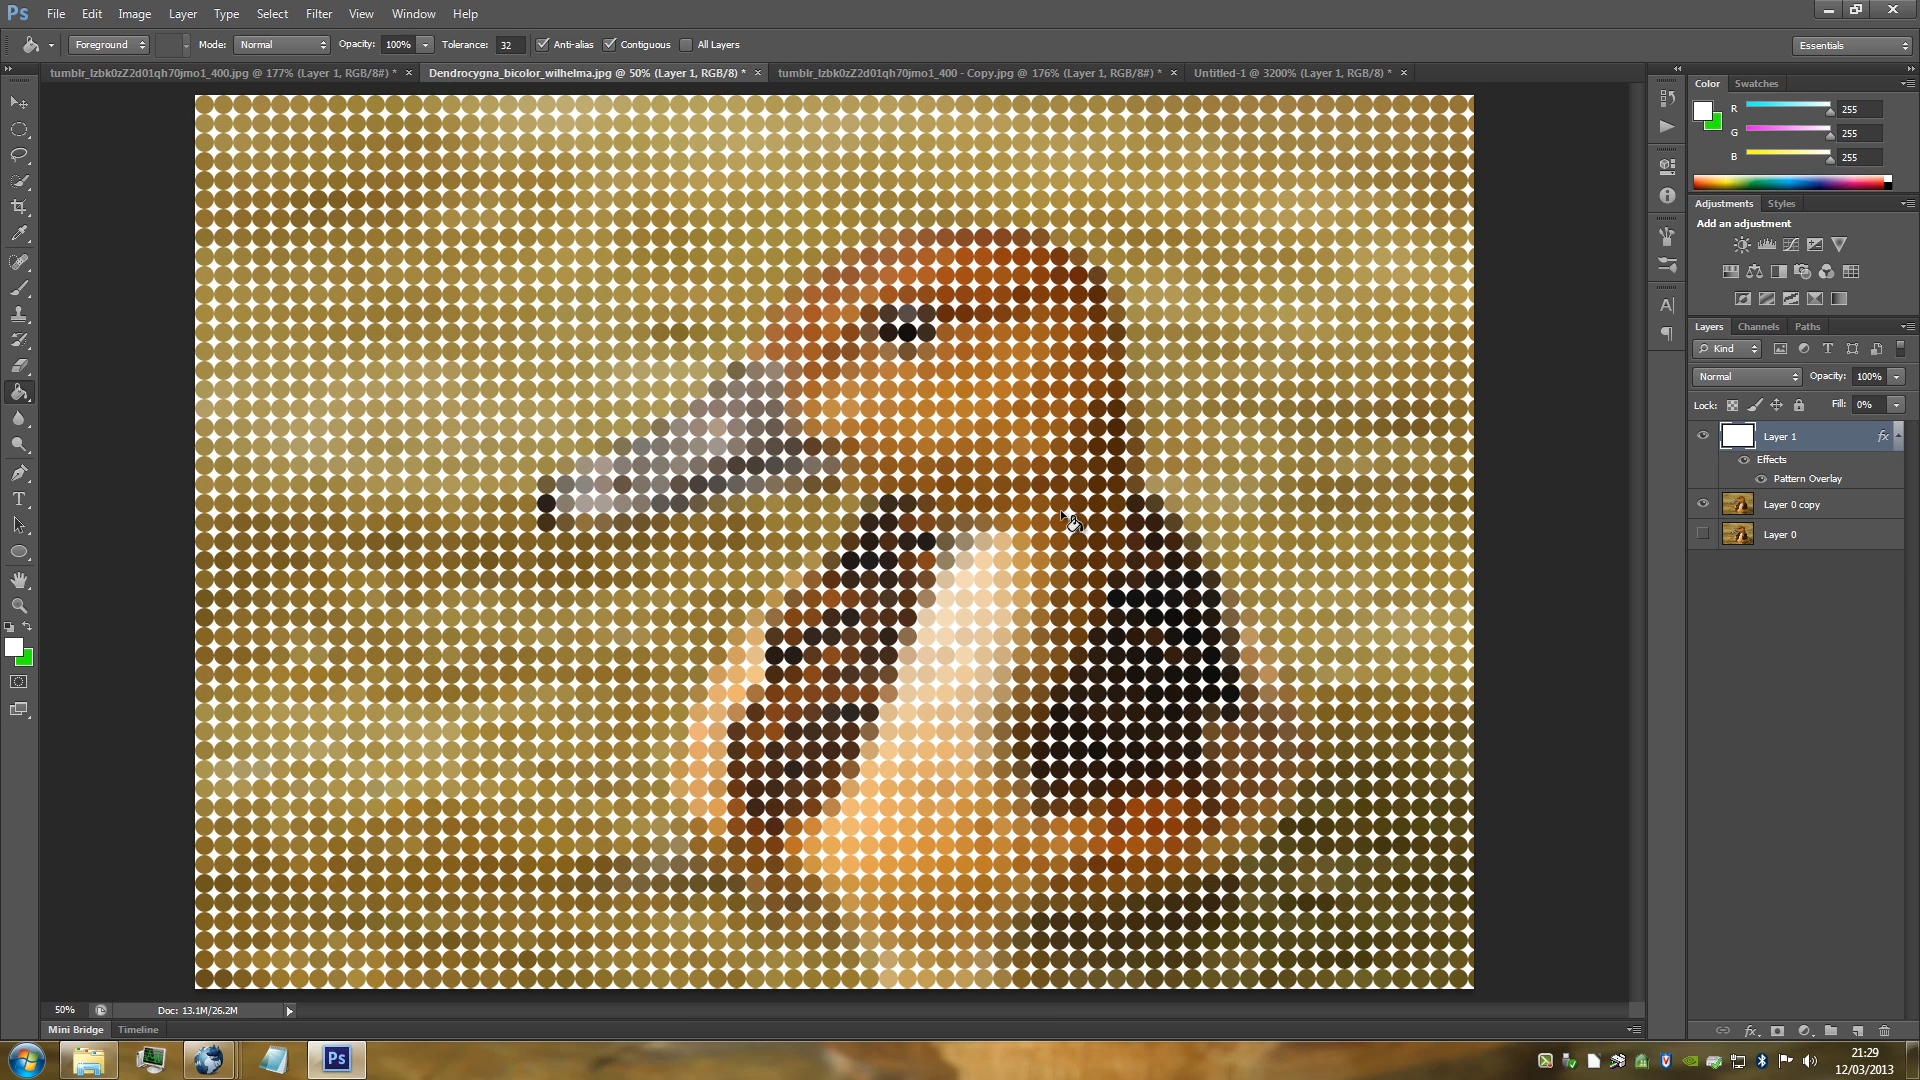 Ps File Edit Image Layer Type Select Filter View Window Help
Foreground Mode: Normal Opacity: 100% Tolerance: 32 Anti-alias Contiguous All Layers Essentials
tumblr_lzbk0zZ2d01qh70jmo1_400.jpg @ 177% (Layer 1, RGB/8#) * × Dendrocygna_bicolor_wilhelma.jpg @ 50% (Layer 1, RGB/8) * × tumblr_lzbk0zZ2d01qh70jmo1_400 - Copy.jpg @ 176% (Layer 1, RGB/8#) * × Untitled-1 @ 3200% (Layer 1, RGB/8) * ×
Color Swatches
R 255
G 255
B 255
Adjustments Styles
Add an adjustment
Layers Channels Paths
Kind
Normal Opacity: 100%
Lock: Fill: 0%
Layer 1 fx
Effects
Pattern Overlay
Layer 0 copy
Layer 0
50% Doc: 13.1M/26.2M
Mini Bridge Timeline
Ps
21:29
12/03/2013